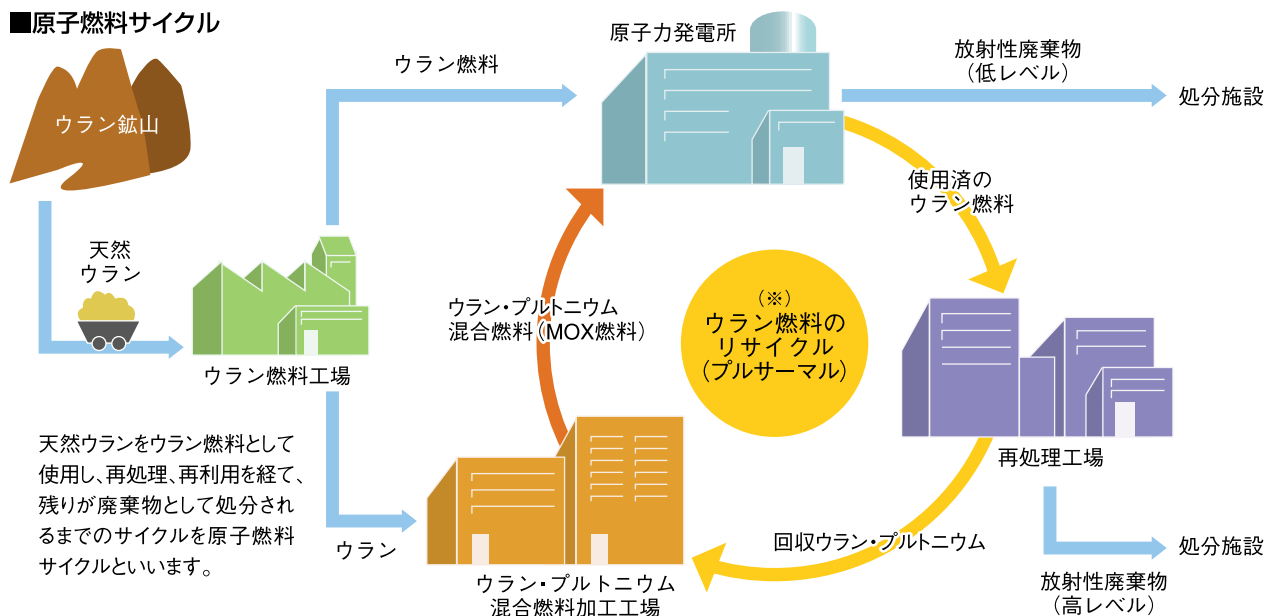 ■原子燃料サイクル
原子力発電所
ウラン燃料
放射性廃棄物
(低レベル)
処分施設
ウラン鉱山
使用済の
ウラン燃料
天然
ウラン
ウラン・プルトニウム
混合燃料(MOX燃料)
(※)
ウラン燃料の
リサイクル
(プルサーマル)
ウラン燃料工場
天然ウランをウラン燃料として
使用し、再処理、再利用を経て、
残りが廃棄物として処分され
るまでのサイクルを原子燃料
サイクルといいます。
再処理工場
ウラン
回収ウラン・プルトニウム
処分施設
ウラン・プルトニウム
混合燃料加工工場
放射性廃棄物
(高レベル)